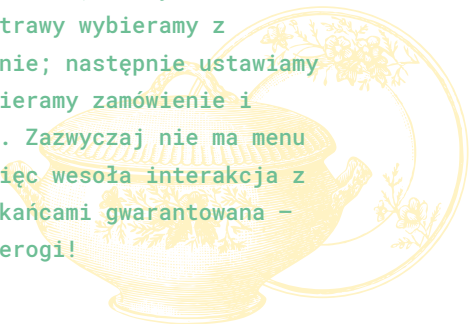 trawy wybieramy z
nie; następnie ustawiamy
ieramy zamówienie i
. Zazwyczaj nie ma menu
ięc wesoła interakcja z
kańcami gwarantowana –
erogi!